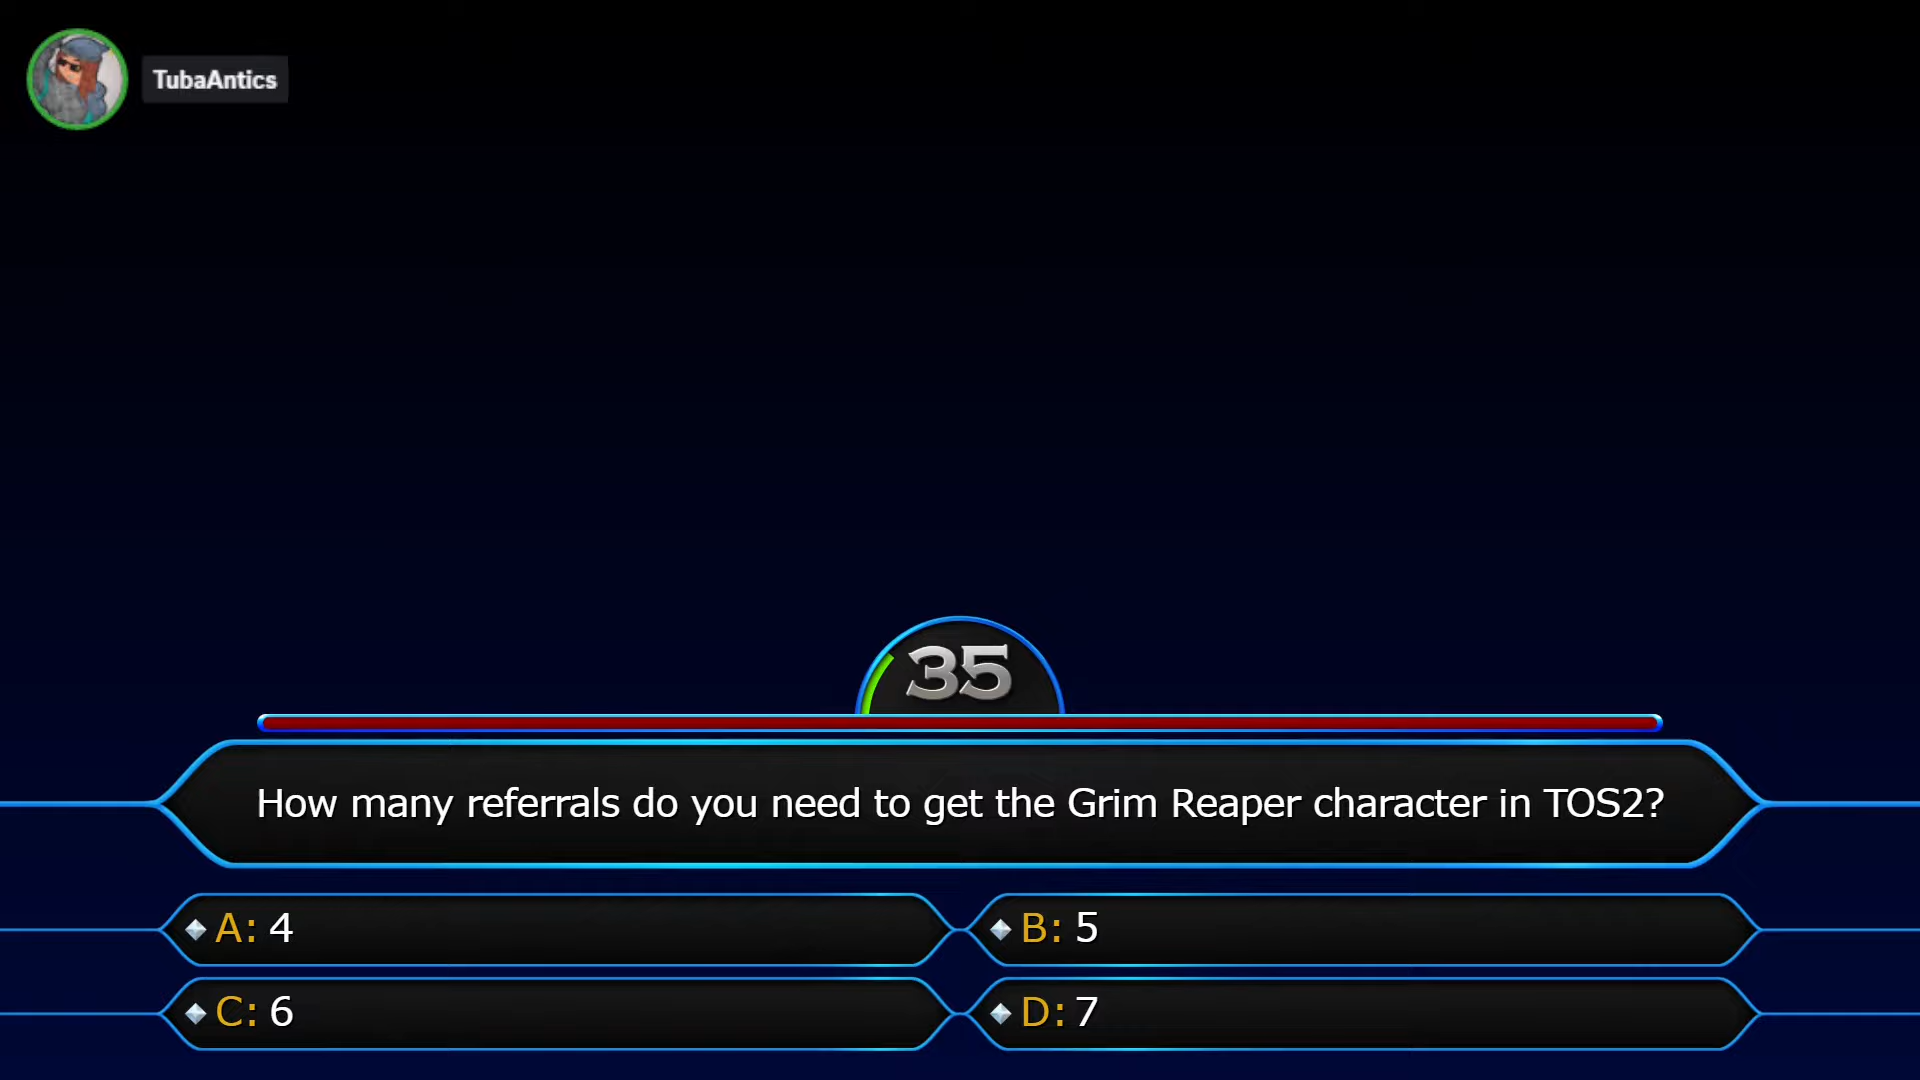 TubaAntics
35
How many referrals do you need to get the Grim Reaper character in TOS2?
A: 4
B: 5
C: 6
D: 7